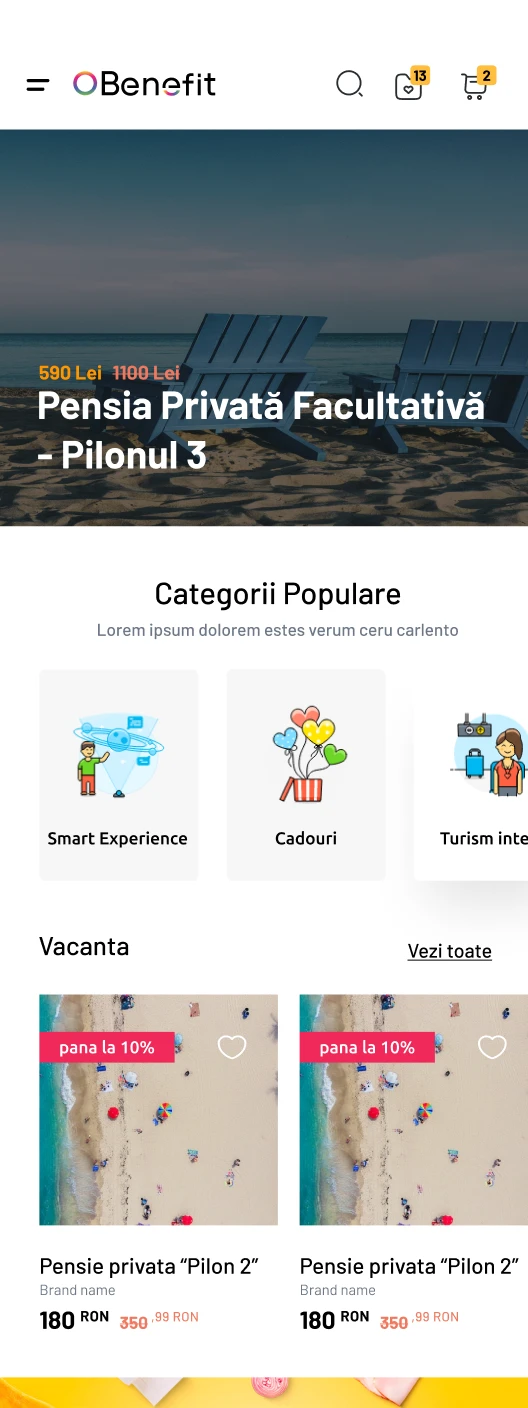 Benefit
13
2
590 Lei 1100 Lei
Pensia Privată Facultativă
- Pilonul 3
Categorii Populare
Lorem ipsum dolorem estes verum ceru carlento
Smart Experience
Cadouri
Turism inte
Vacanta
Vezi toate
pana la 10%
pana la 10%
Pensie privata “Pilon 2”
Brand name
180 RON 350 ,99 RON
Pensie privata “Pilon 2”
Brand name
180 RON 350 ,99 RON